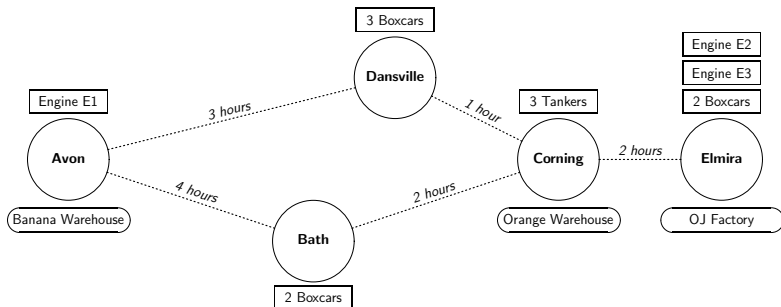 3 Boxcars
Dansville
Engine E2
Engine E3
2 Boxcars
Engine E1
3 Tankers
3 hours
1 hour
Avon
Corning
2 hours
Elmira
4 hours
2 hours
Banana Warehouse
Orange Warehouse
OJ Factory
Bath
2 Boxcars